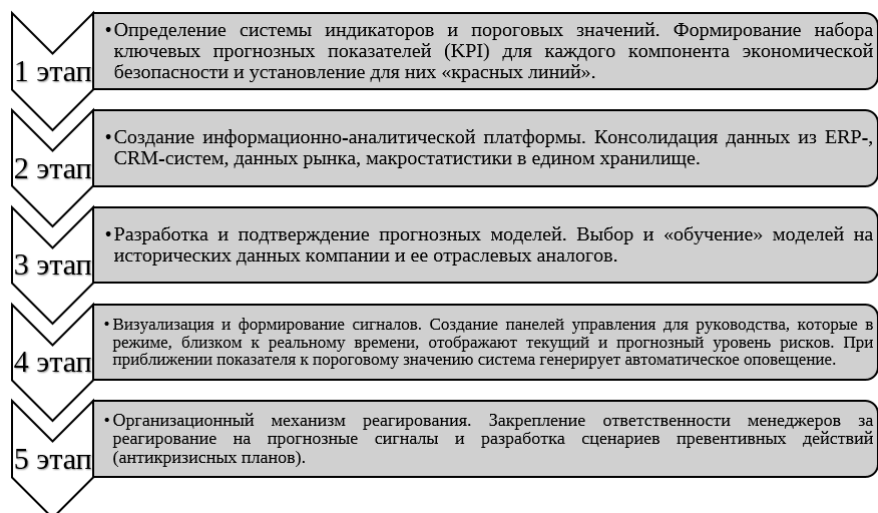 1 этап
•Определение системы индикаторов и пороговых значений. Формирование набора
ключевых прогнозных показателей (KPI) для каждого компонента экономической
безопасности и установление для них «красных линий».
2 этап
•Создание информационно-аналитической платформы. Консолидация данных из ERP-,
CRM-систем, данных рынка, макростатистики в едином хранилище.
3 этап
•Разработка и подтверждение прогнозных моделей. Выбор и «обучение» моделей на
исторических данных компании и ее отраслевых аналогов.
4 этап
•Визуализация и формирование сигналов. Создание панелей управления для руководства, которые в
режиме, близком к реальному времени, отображают текущий и прогнозный уровень рисков. При
приближении показателя к пороговому значению система генерирует автоматическое оповещение.
5 этап
•Организационный механизм реагирования. Закрепление ответственности менеджеров за
реагирование на прогнозные сигналы и разработка сценариев превентивных действий
(антикризисных планов).